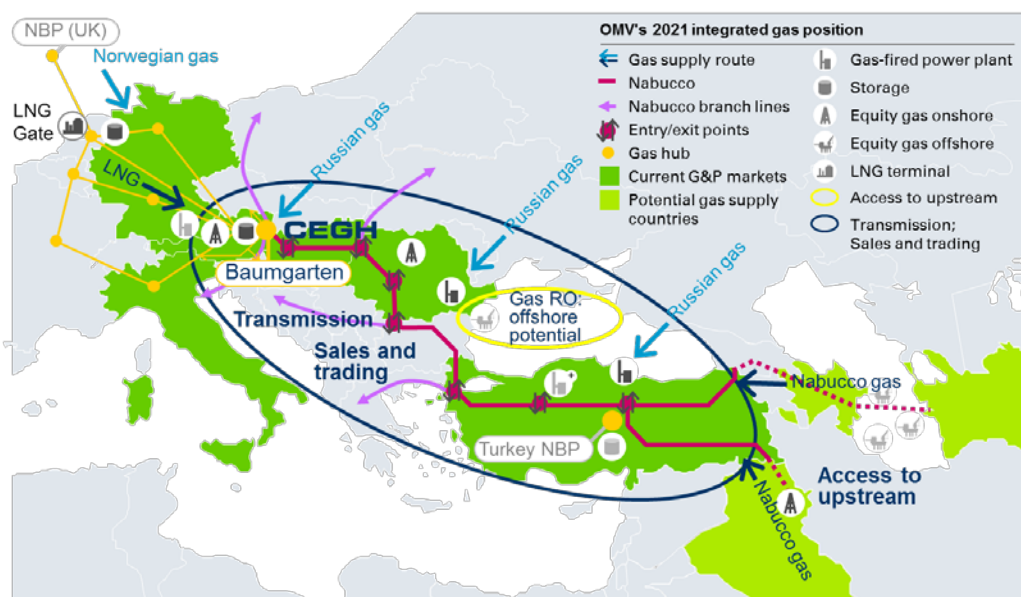 NBP (UK)
Norwegian gas
LNG
Gate
LNG
Russian gas
Russian gas
Russian gas
Russian gas
CEGH
Baumgarten
Transmission
Sales and
trading
Gas RO:
offshore
potential
Turkey NBP
Nabucco gas
Nabucco gas
Access to
upstream
OMV's 2021 integrated gas position
Gas supply route
Nabucco
Nabucco branch lines
Entry/exit points
Gas hub
Current G&P markets
Potential gas supply
countries
Gas-fired power plant
Storage
Equity gas onshore
Equity gas offshore
LNG terminal
Access to upstream
Transmission;
Sales and trading